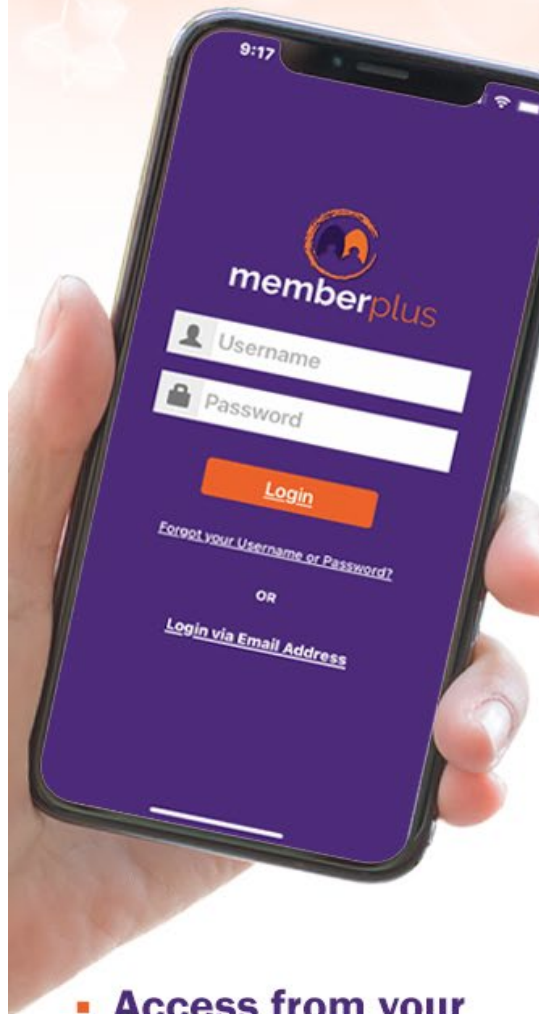 9:17
memberplus
Username
Password
Login
Forgot your Username or Password?
OR
Login via Email Address
▪ Access from your